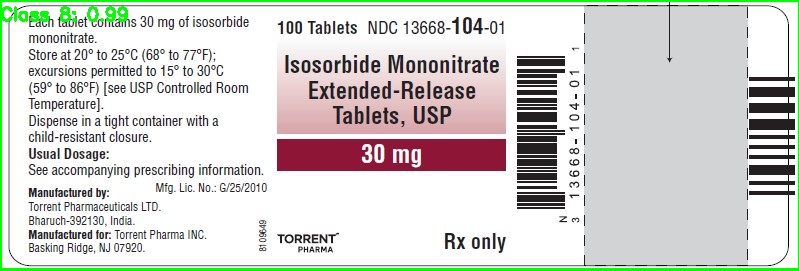 Class 8: 0.99
Each tablet contains 30 mg of isosorbide
mononitrate.
Store at 20° to 25°C (68° to 77°F);
excursions permitted to 15° to 30°C
(59° to 86°F) [see USP Controlled Room
Temperature].
Dispense in a tight container with a
child-resistant closure.
Usual Dosage:
See accompanying prescribing information.
Mfg. Lic. No.: G/25/2010
Manufactured by:
Torrent Pharmaceuticals LTD.
Bharuch-392130, India.
Manufactured for: Torrent Pharma INC.
Basking Ridge, NJ 07920.
8109649
100 Tablets NDC 13668-104-01
Isosorbide Mononitrate
Extended-Release
Tablets, USP
30 mg
TORRENT
PHARMA
Rx only
N 3 13668-104-01 1